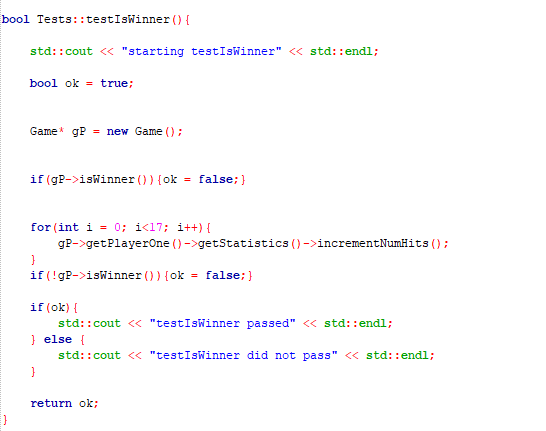 bool Tests::testIsWinner(){
std::cout << "starting testIsWinner" << std::endl;
bool ok = true;
Game* gP = new Game();
if(gP->isWinner()){ok = false;}
for(int i = 0; i<17; i++){
gP->getPlayerOne()->getStatistics()->incrementNumHits();
}
if(!gP->isWinner()){ok = false;}
if(ok){
std::cout << "testIsWinner passed" << std::endl;
} else {
std::cout << "testIsWinner did not pass" << std::endl;
}
return ok;
}